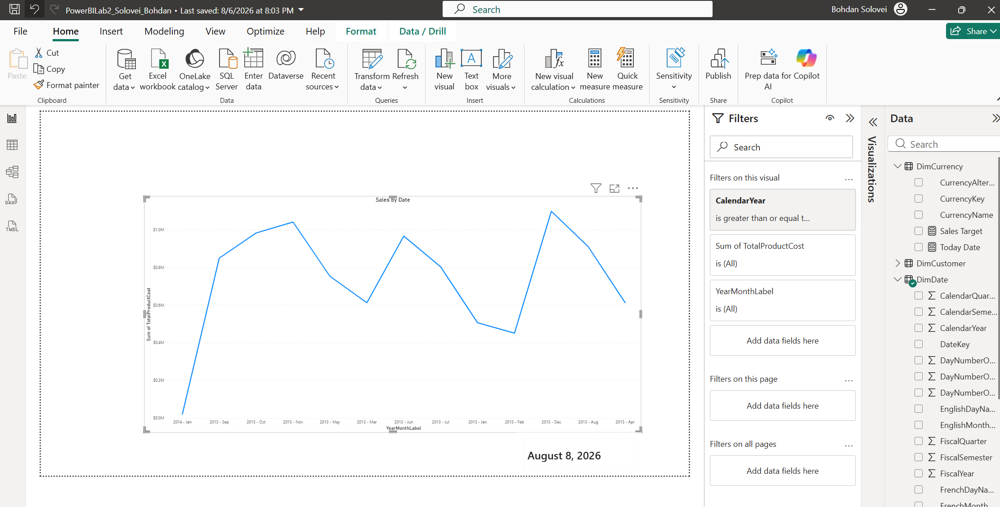 PowerBILab2_Solovei_Bohdan • Last saved: 8/6/2026 at 8:03 PM
Search
Bohdan Solovei
File
Home
Insert
Modeling
View
Optimize
Help
Format
Data / Drill
Share
Paste
Cut
Copy
Format painter
Clipboard
Get data
Excel workbook
OneLake catalog
SQL Server
Enter data
Dataverse
Recent sources
Data
Transform data
Refresh
Queries
New visual
Text box
More visuals
Insert
New visual calculation
New measure
Quick measure
Calculations
Sensitivity
Sensitivity
Publish
Share
Prep data for AI
Copilot
Copilot
DAX
TMDL
Sales by Date
Sum of TotalProductCost
$1.0M
$0.8M
$0.6M
$0.4M
$0.2M
$0.0M
2014 - Jan
2013 - Sep
2013 - Oct
2013 - Nov
2013 - May
2013 - Mar
2013 - Jun
2013 - Jul
2013 - Jan
2013 - Feb
2013 - Dec
2013 - Aug
2013 - Apr
YearMonthLabel
August 8, 2026
Filters
Search
Filters on this visual
...
CalendarYear
is greater than or equal t...
Sum of TotalProductCost
is (All)
YearMonthLabel
is (All)
Add data fields here
Filters on this page
...
Add data fields here
Filters on all pages
...
Add data fields here
Visualizations
Data
Search
DimCurrency
CurrencyAlter...
CurrencyKey
CurrencyName
Sales Target
Today Date
DimCustomer
DimDate
CalendarQuar...
CalendarSeme...
CalendarYear
DateKey
DayNumberO...
DayNumberO...
DayNumberO...
EnglishDayNa...
EnglishMonth...
FiscalQuarter
FiscalSemester
FiscalYear
FrenchDayNa...
FrenchMonth